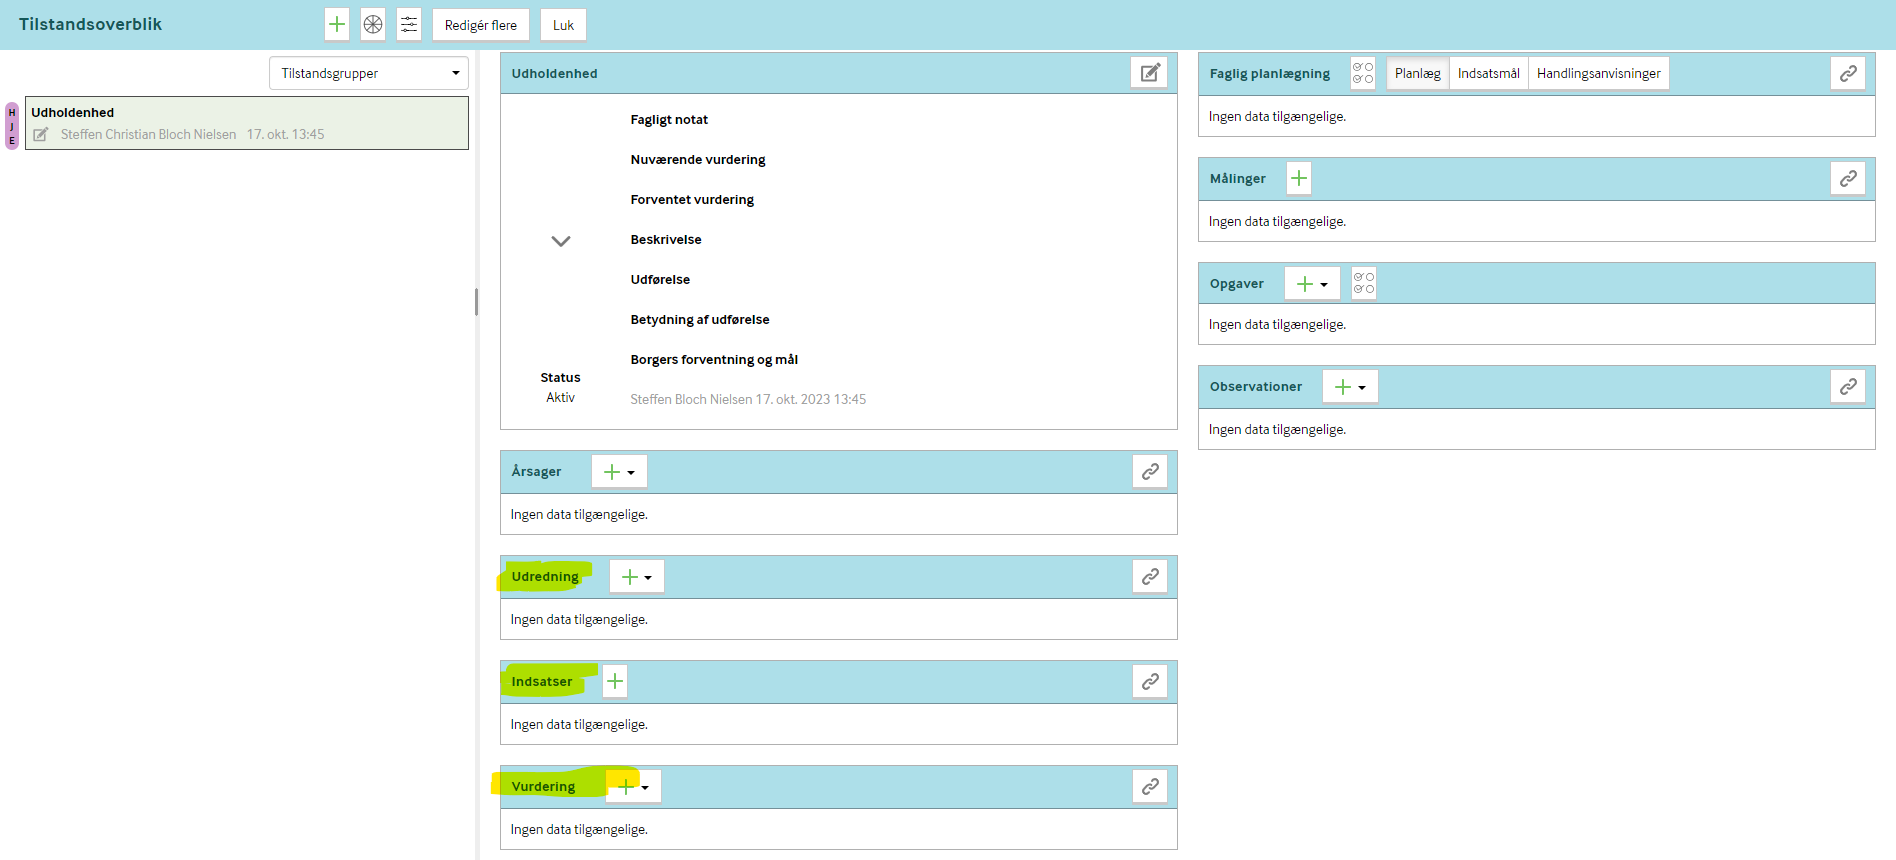 Tilstandsoverblik
Redigér flere
Luk
Tilstandsgrupper
H
J
E
Udholdenhed
Steffen Christian Bloch Nielsen 17. okt. 13:45
Udholdenhed
Fagligt notat
Nuværende vurdering
Forventet vurdering
Beskrivelse
Udførelse
Betydning af udførelse
Borgers forventning og mål
Status
Aktiv
Steffen Bloch Nielsen 17. okt. 2023 13:45
Årsager
Ingen data tilgængelige.
Udredning
Ingen data tilgængelige.
Indsatser
Ingen data tilgængelige.
Vurdering
Ingen data tilgængelige.
Faglig planlægning
Planlæg
Indsatsmål
Handlingsanvisninger
Ingen data tilgængelige.
Målinger
Ingen data tilgængelige.
Opgaver
Ingen data tilgængelige.
Observationer
Ingen data tilgængelige.